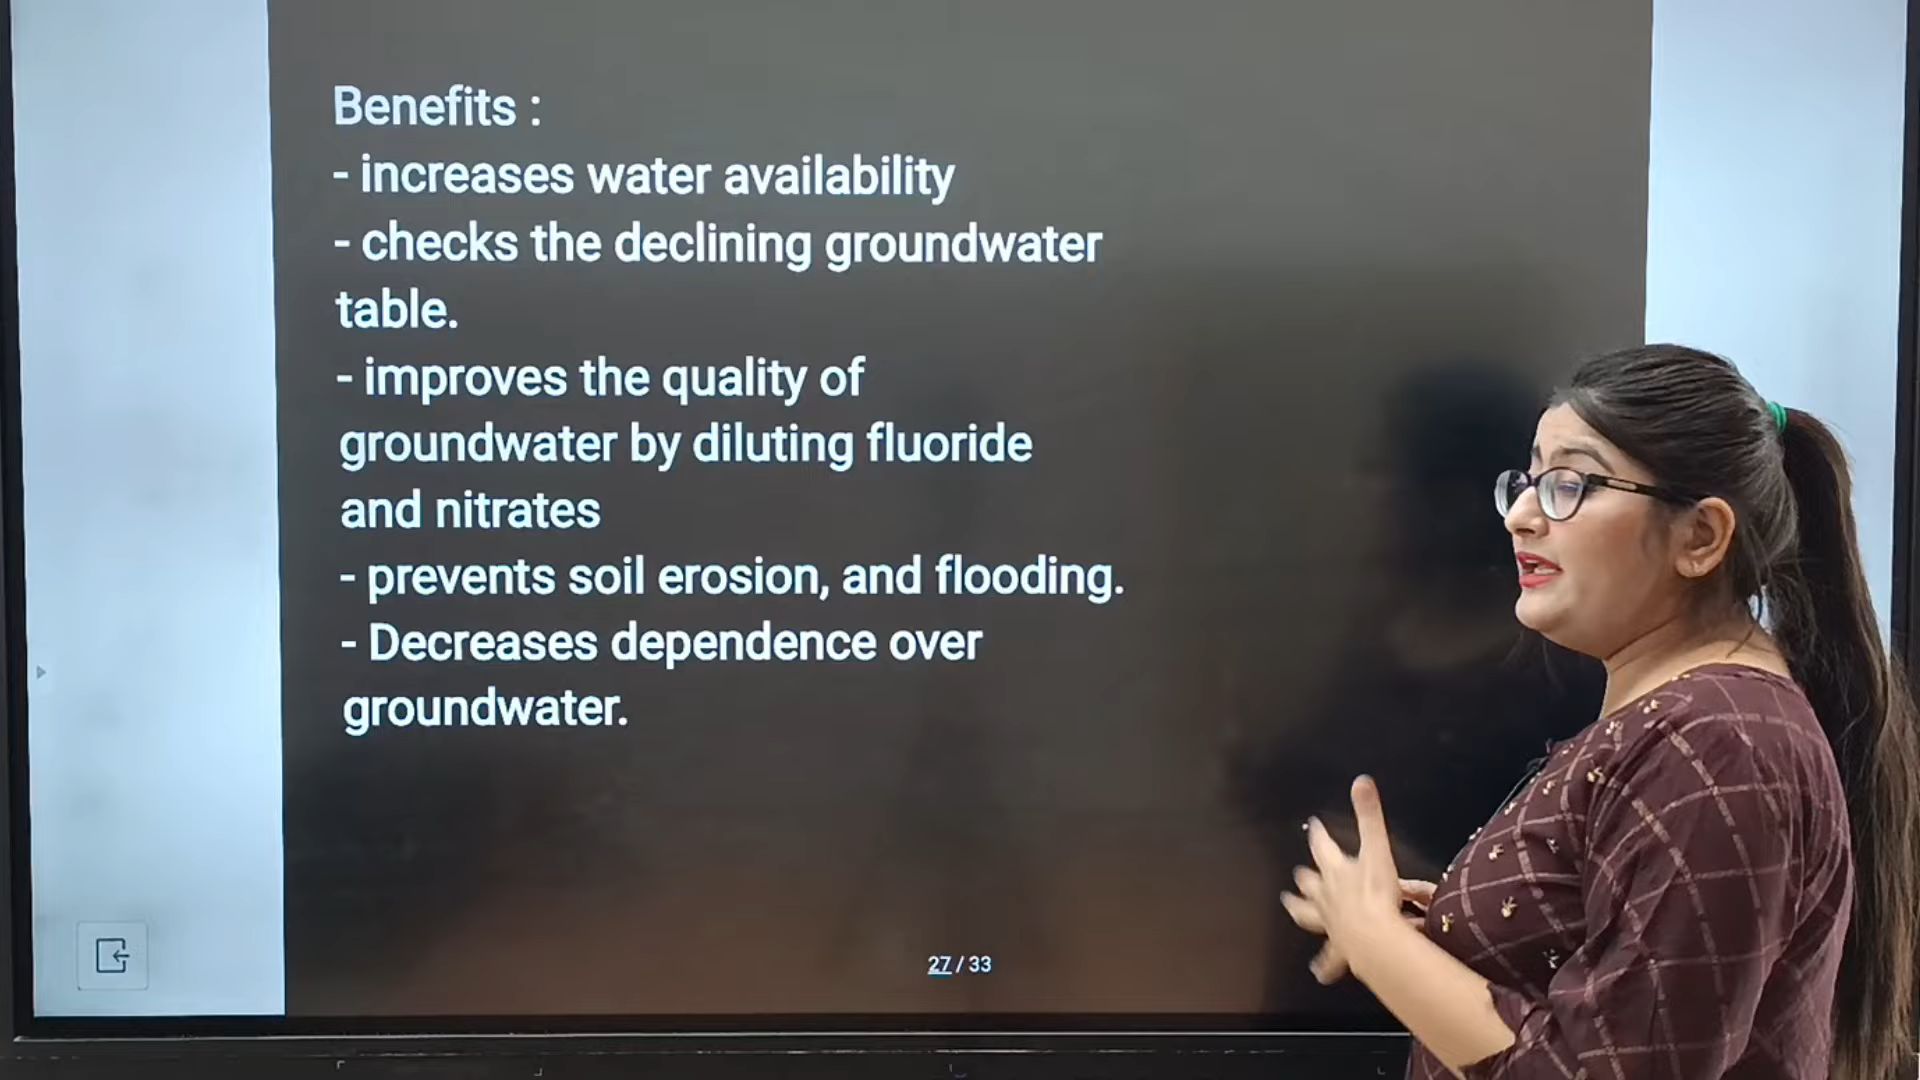 Benefits :
- increases water availability
- checks the declining groundwater
table.
- improves the quality of
groundwater by diluting fluoride
and nitrates
- prevents soil erosion, and flooding.
- Decreases dependence over
groundwater.
27 / 33